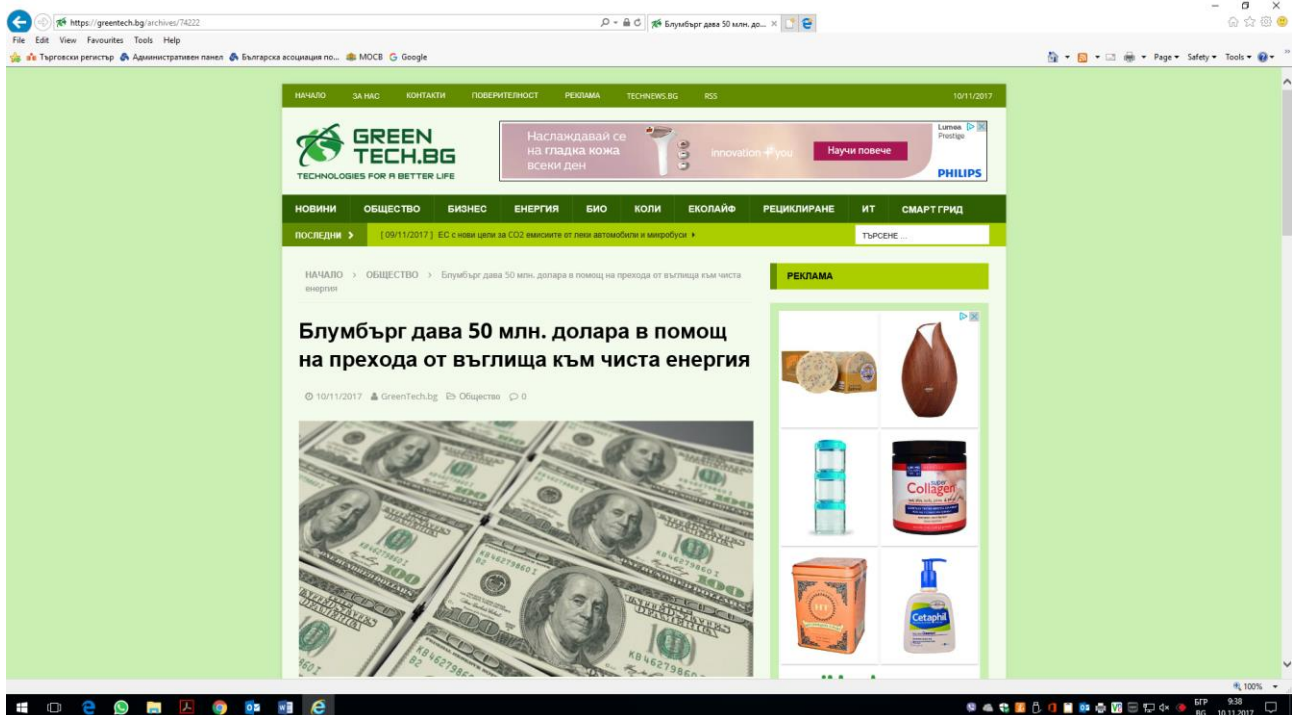 https://greentech.bg/archives/74222
Блумбърг дава 50 млн. до...
File Edit View Favourites Tools Help
Търговски регистър Административен панел Българска асоциация по... МОСВ Google
Page Safety Tools
НАЧАЛО ЗА НАС КОНТАКТИ ПОВЕРИТЕЛНОСТ РЕКЛАМА TECHNEWS.BG RSS 10/11/2017
GREEN
TECH.BG
TECHNOLOGIES FOR A BETTER LIFE
Наслаждавай се
на гладка кожа
всеки ден
innovation + you
Научи повече
Lumea
Prestige
PHILIPS
НОВИНИ ОБЩЕСТВО БИЗНЕС ЕНЕРГИЯ БИО КОЛИ ЕКОЛАЙФ РЕЦИКЛИРАНЕ ИТ СМАРТ ГРИД
ПОСЛЕДНИ [ 09/11/2017 ] ЕС с нови цели за CO2 емисиите от леки автомобили и микробуси ТЪРСЕНЕ ...
НАЧАЛО > ОБЩЕСТВО > Блумбърг дава 50 млн. долара в помощ на прехода от въглища към чиста
енергия
РЕКЛАМА
Блумбърг дава 50 млн. долара в помощ
на прехода от въглища към чиста енергия
10/11/2017 GreenTech.bg Общество 0
super
Collagen
HT
Cetaphil
KB46279860I
B2
100
100%
БГР 9:38
BG 10.11.2017